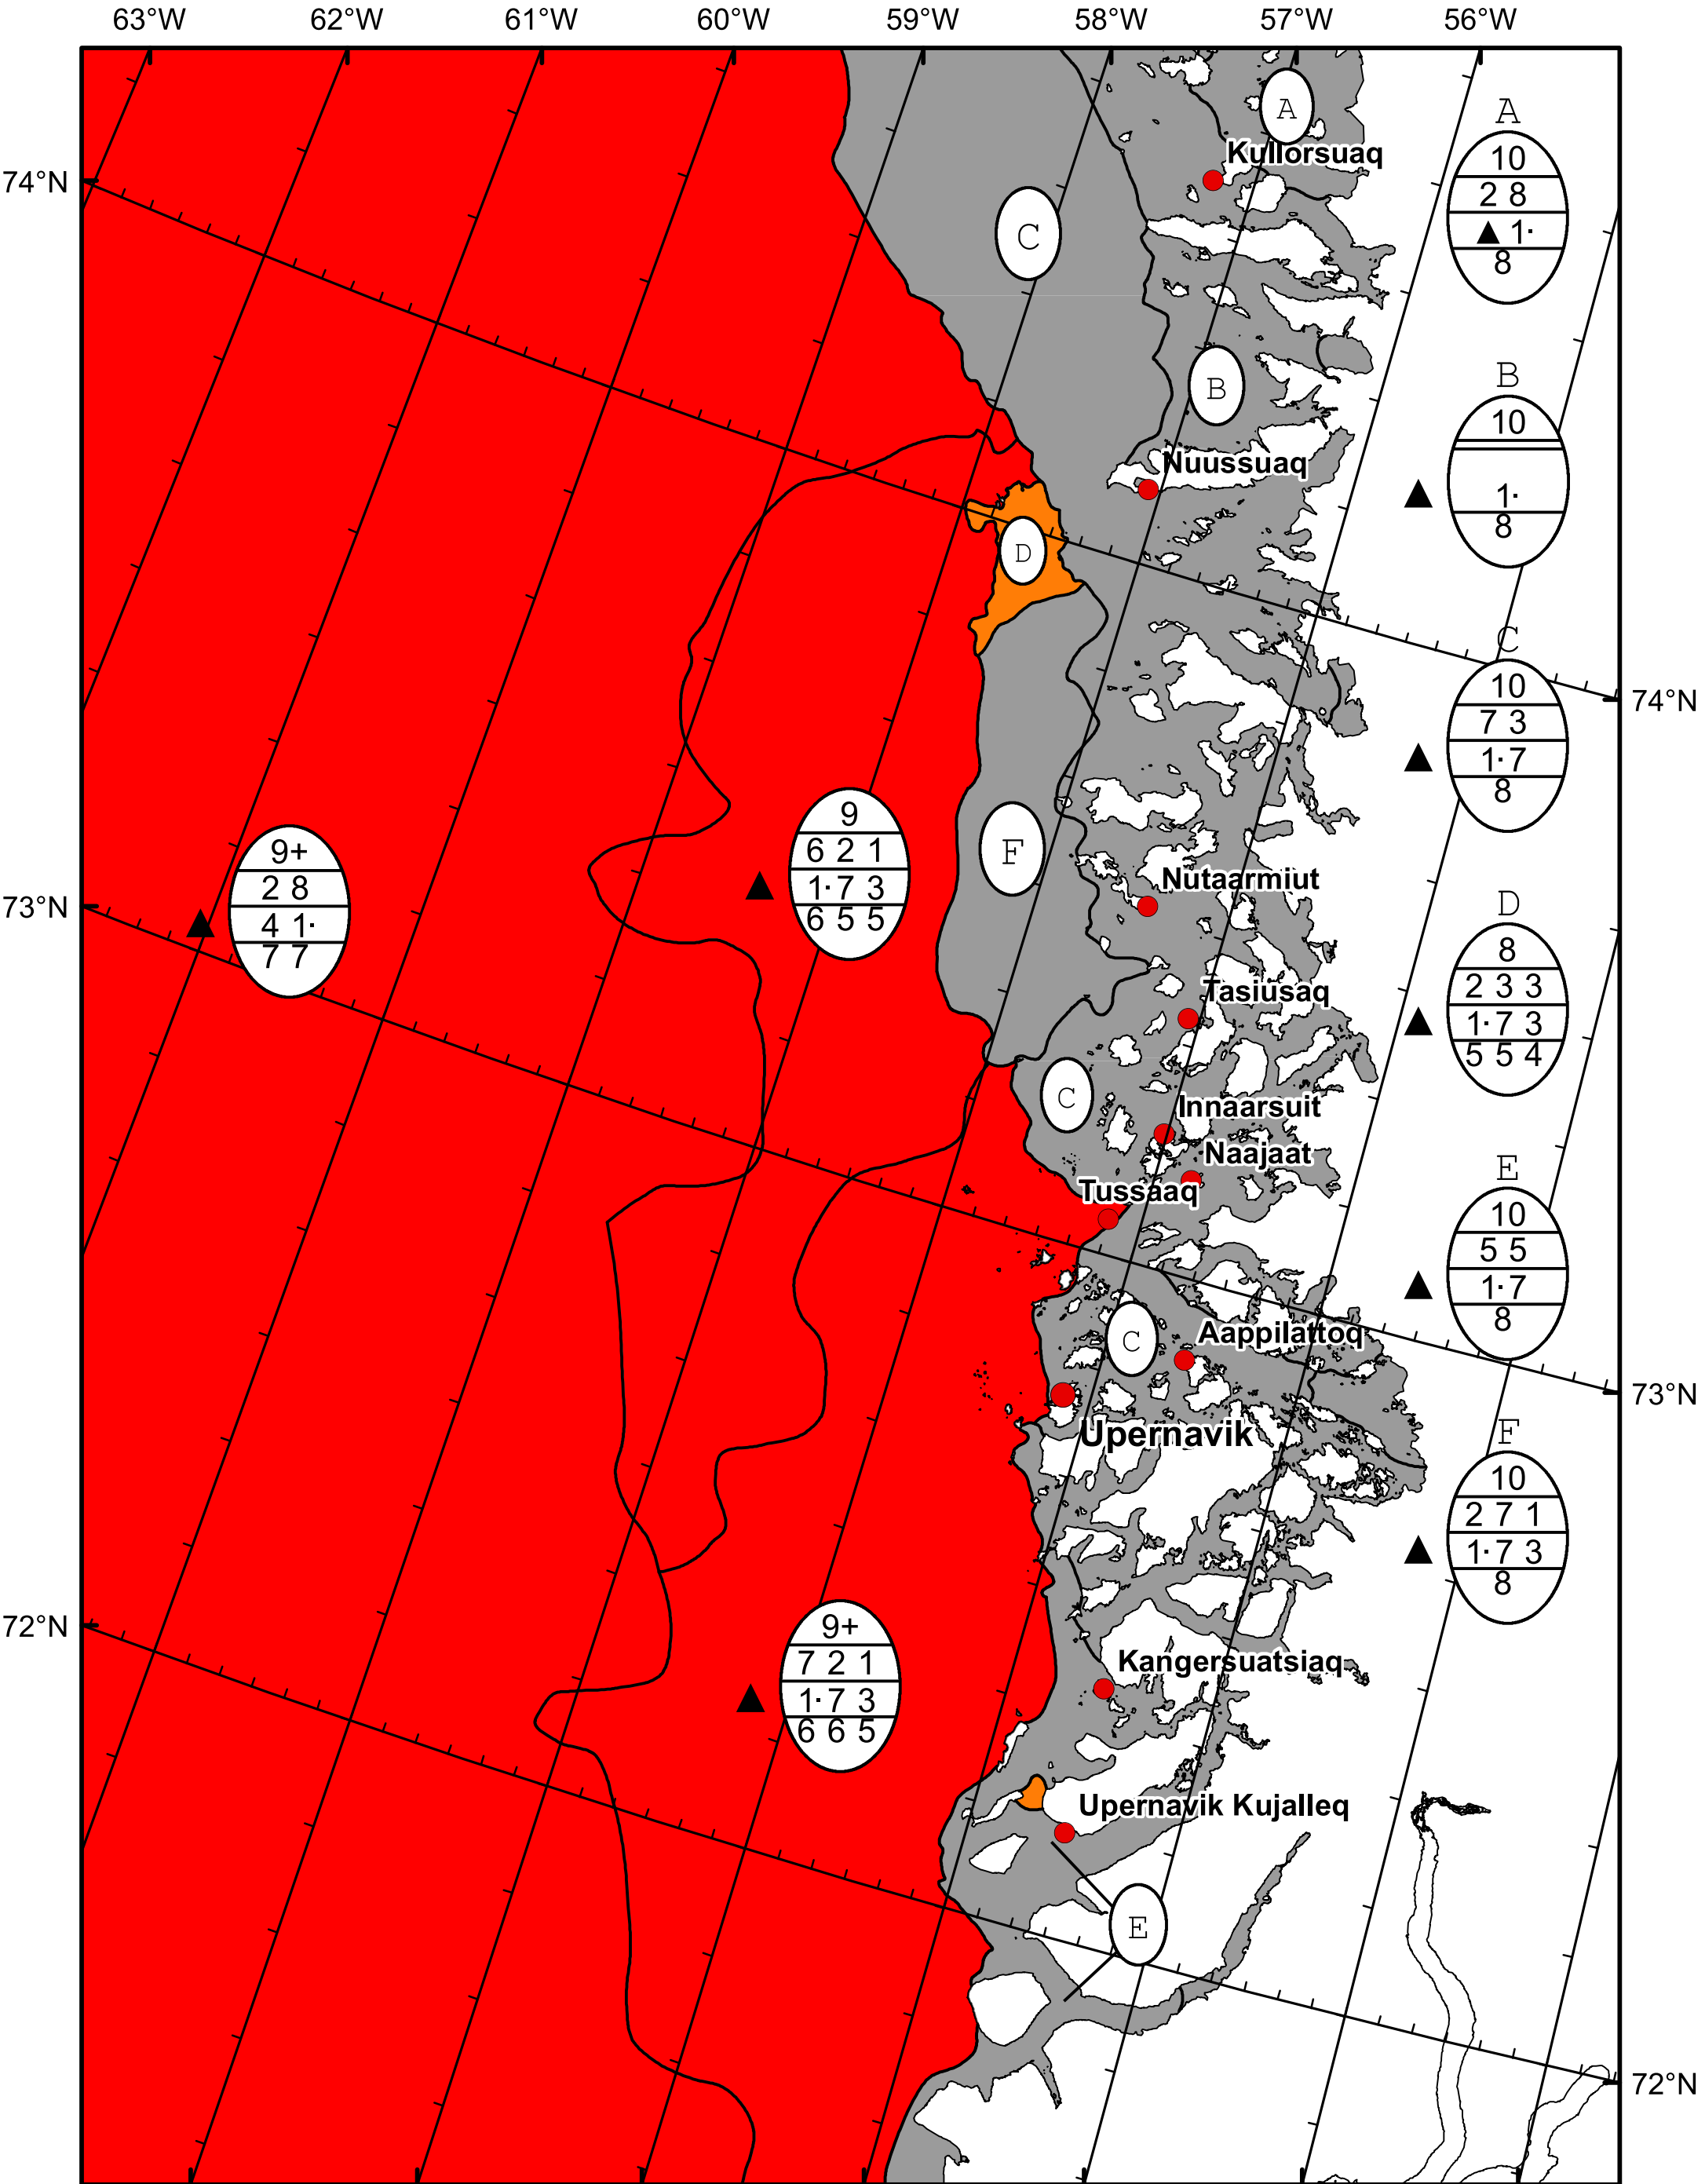 63°W 62°W 61°W 60°W 59°W 58°W 57°W 56°W
A
A
10
2 8
▲ 1·
8
Kullorsuaq
74°N
C
B
B
10
▲ 1·
8
Nuussuaq
D
C
10
7 3
▲ 1·7
8
74°N
9
6 2 1
▲ 1·7 3
6 5 5
F
9+
2 8
▲ 4 1·
7 7
Nutaarmiut
73°N
D
8
2 3 3
▲ 1·7 3
5 5 4
Tasiusaq
C
Innaarsuit
Naajaat
Tussaaq
E
10
5 5
▲ 1·7
8
C
Aappilattoq
73°N
Upernavik
F
10
2 7 1
▲ 1·7 3
8
72°N
9+
7 2 1
▲ 1·7 3
6 6 5
Kangersuatsiaq
Upernavik Kujalleq
E
72°N